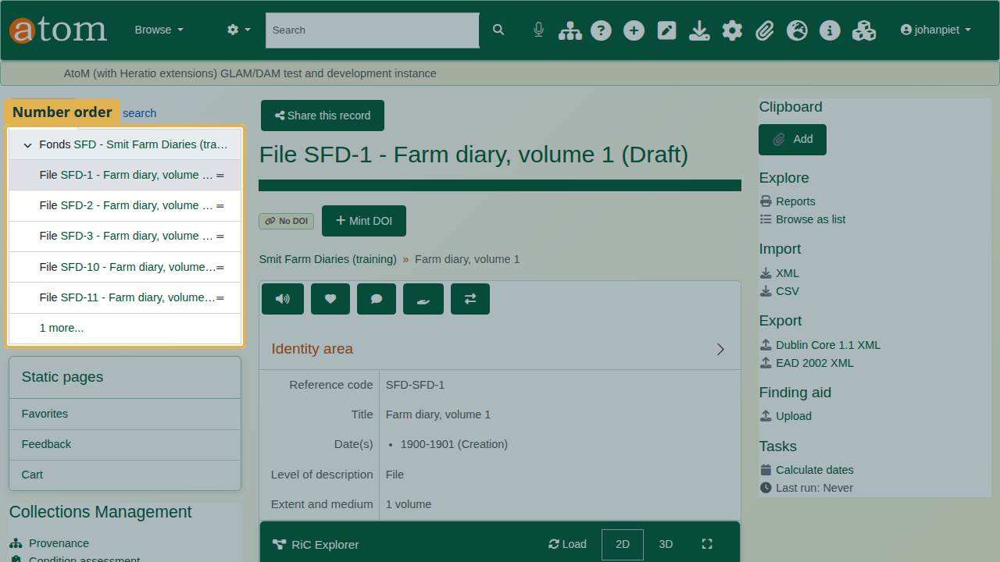 atom
Browse
Search
johanpiet
AtoM (with Heratio extensions) GLAM/DAM test and development instance
Number order
search
Fonds SFD - Smit Farm Diaries (tra...
File SFD-1 - Farm diary, volume ...
File SFD-2 - Farm diary, volume ...
File SFD-3 - Farm diary, volume ...
File SFD-10 - Farm diary, volume...
File SFD-11 - Farm diary, volume...
1 more...
Static pages
Favorites
Feedback
Cart
Collections Management
Provenance
Condition assessment
Share this record
File SFD-1 - Farm diary, volume 1 (Draft)
No DOI
Mint DOI
Smit Farm Diaries (training) » Farm diary, volume 1
Identity area
Reference code SFD-SFD-1
Title Farm diary, volume 1
Date(s) • 1900-1901 (Creation)
Level of description File
Extent and medium 1 volume
RiC Explorer Load 2D 3D
Clipboard
Add
Explore
Reports
Browse as list
Import
XML
CSV
Export
Dublin Core 1.1 XML
EAD 2002 XML
Finding aid
Upload
Tasks
Calculate dates
Last run: Never